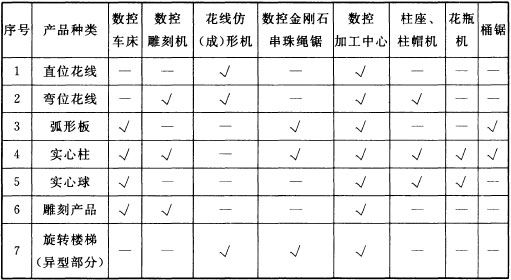 序号 产品种类 数控车床 数控雕刻机 花线仿(成)形机 数控金刚石串珠绳锯 数控加工中心 柱座、柱帽机 花瓶机 桶锯
1 直位花线 — — √ — √ — — —
2 弯位花线 — √ √ — √ √ — —
3 弧形板 √ — — √ √ — — √
4 实心柱 √ √ — √ √ √ √ √
5 实心球 √ — — — √ √ √ —
6 雕刻产品 √ √ — — √ — — —
7 旋转楼梯(异型部分) — — √ √ √ — — —